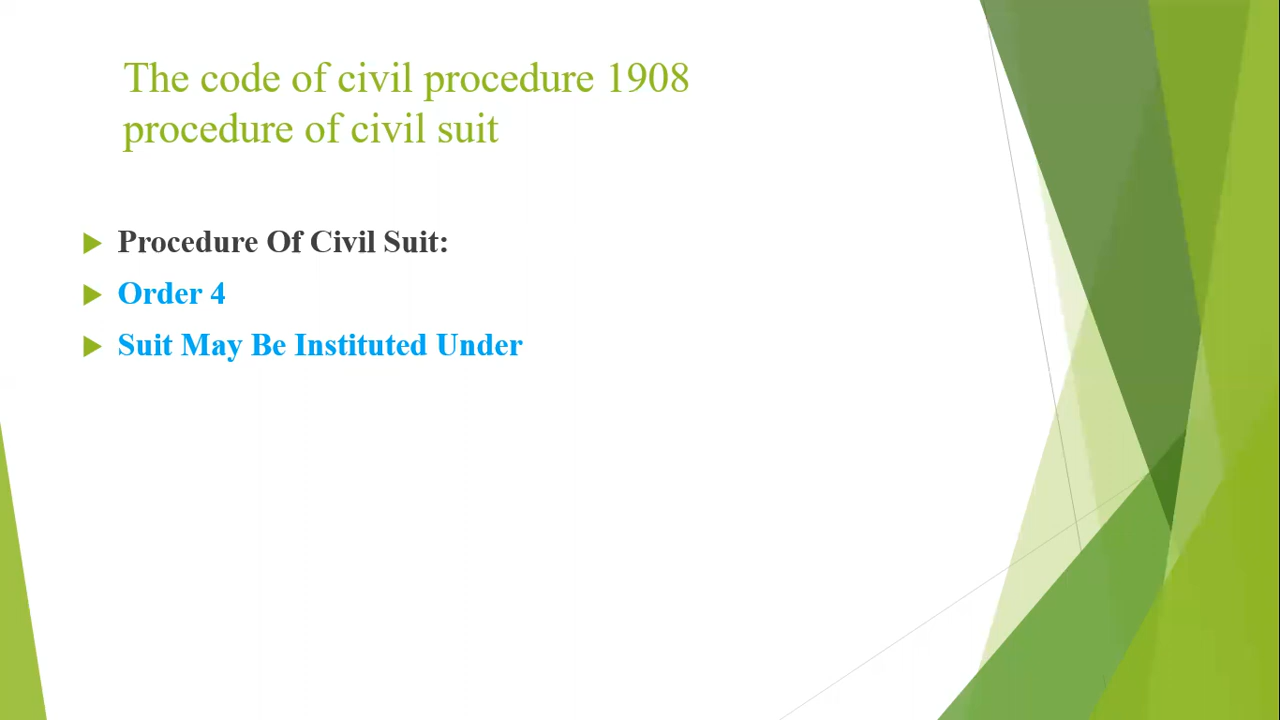 The code of civil procedure 1908
procedure of civil suit
Procedure Of Civil Suit:
Order 4
Suit May Be Instituted Under